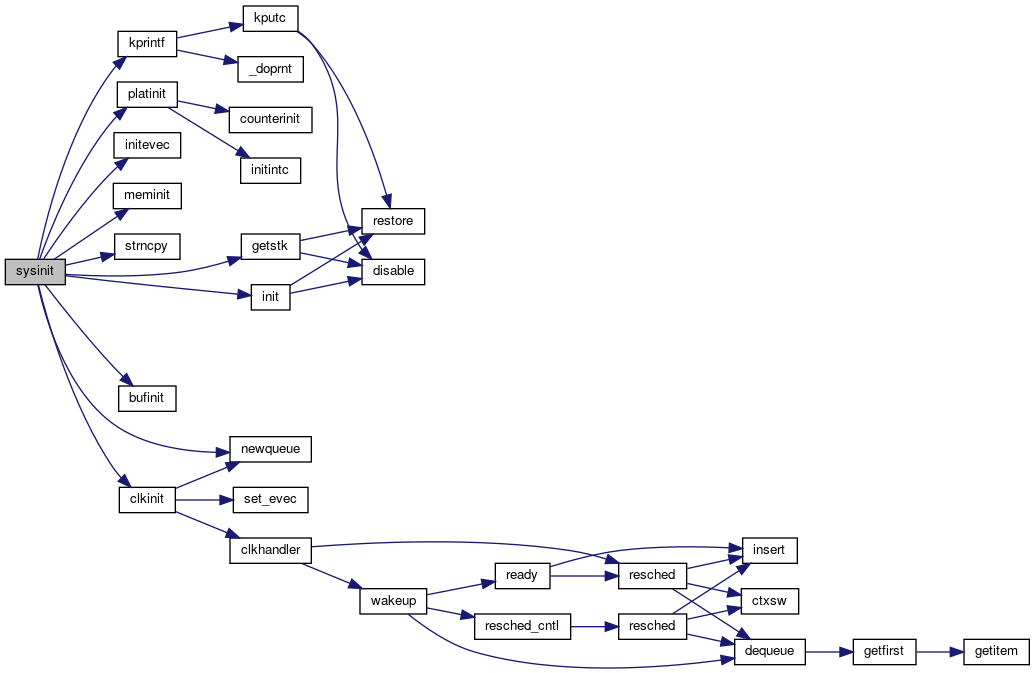 kputc
kprintf
_doprnt
platinit
counterinit
initevec
initintc
meminit
restore
strncpy
getstk
sysinit
disable
init
bufinit
newqueue
clkinit
set_evec
clkhandler
insert
ready
resched
wakeup
ctxsw
resched_cntl
resched
dequeue
getfirst
getitem